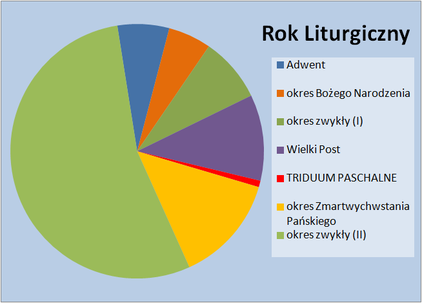 Rok Liturgiczny
Adwent
okres Bożego Narodzenia
okres zwykły (I)
Wielki Post
TRIDUUM PASCHALNE
okres Zmartwychwstania
Pańskiego
okres zwykły (II)